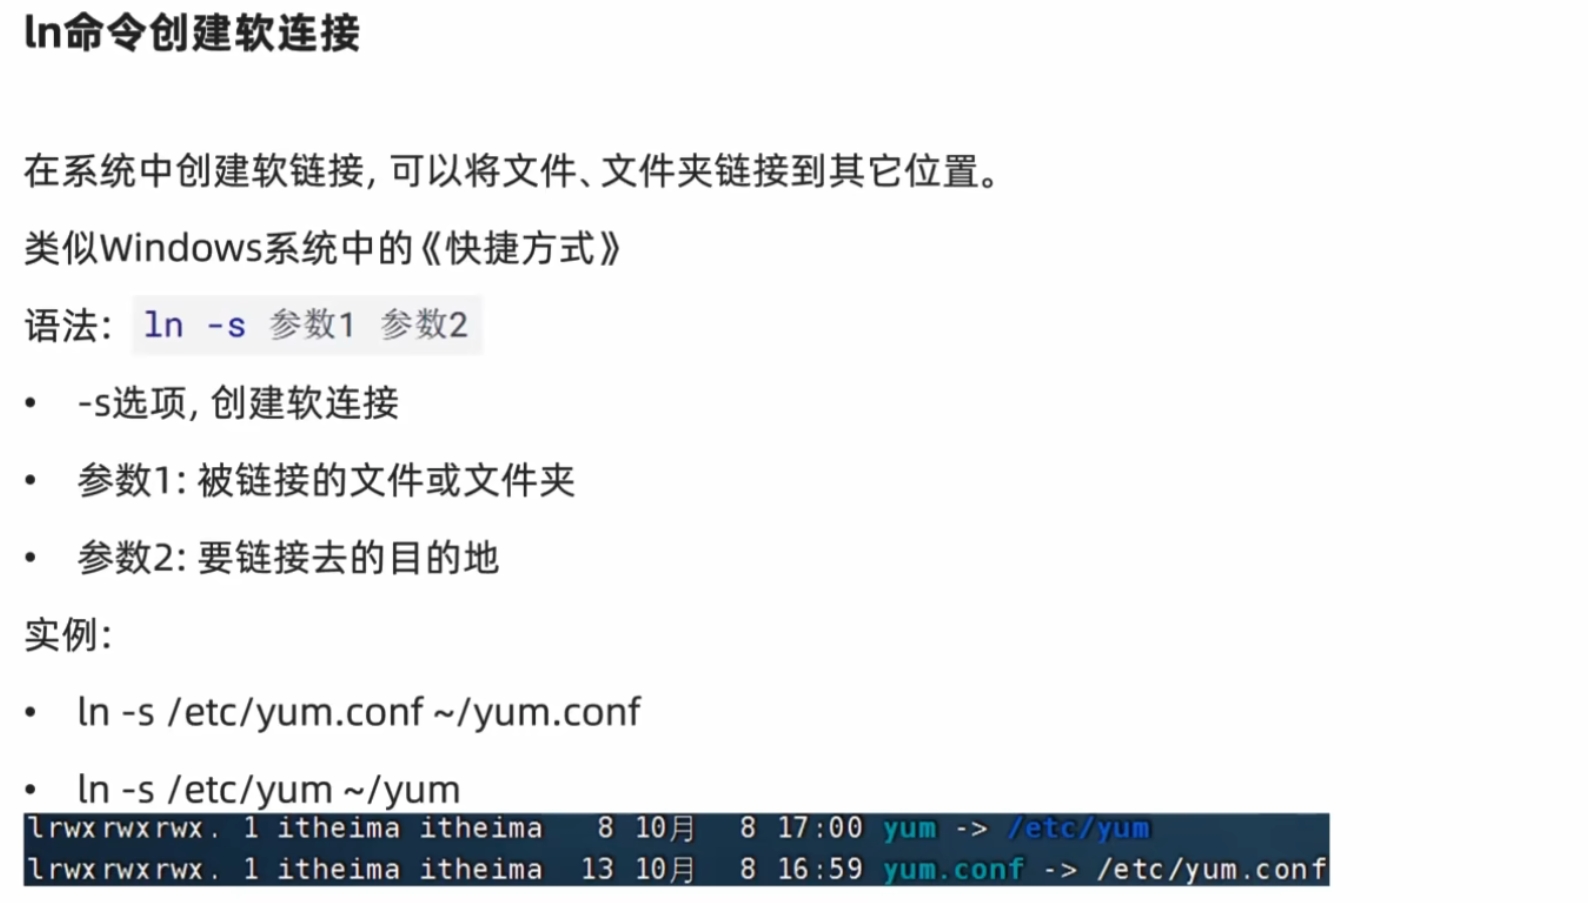 ln命令创建软连接
在系统中创建软链接,可以将文件、文件夹链接到其它位置。
类似Windows系统中的《快捷方式》
语法: ln -s 参数1 参数2
• -s选项,创建软连接
• 参数1: 被链接的文件或文件夹
• 参数2: 要链接去的目的地
实例:
• ln -s /etc/yum.conf ~/yum.conf
• ln -s /etc/yum ~/yum
lrwxrwxrwx. 1 itheima itheima 8 10月 8 17:00 yum -> /etc/yum
lrwxrwxrwx. 1 itheima itheima 13 10月 8 16:59 yum.conf -> /etc/yum.conf